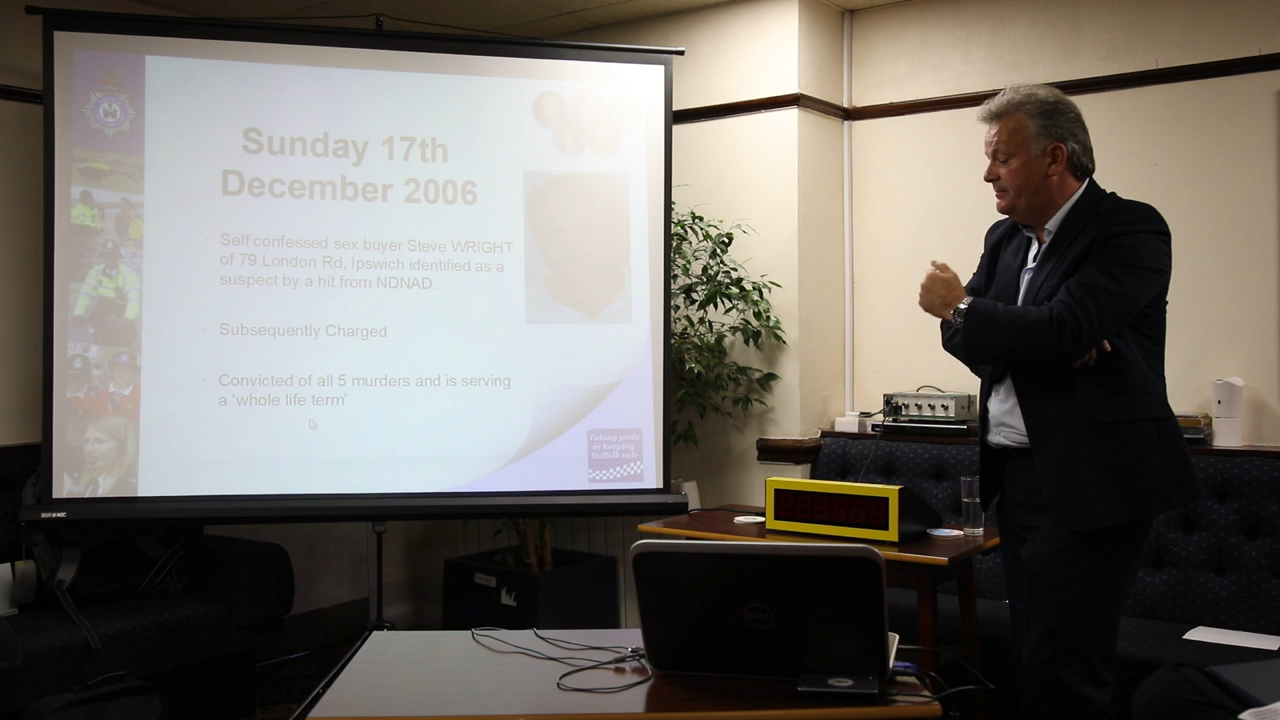 Sunday 17th
December 2006
· Self confessed sex buyer Steve WRIGHT
of 79 London Rd, Ipswich identified as a
suspect by a hit from NDNAD.
· Subsequently Charged
· Convicted of all 5 murders and is serving
a ‘whole life term’
Taking pride
in keeping
Suffolk safe
DELL